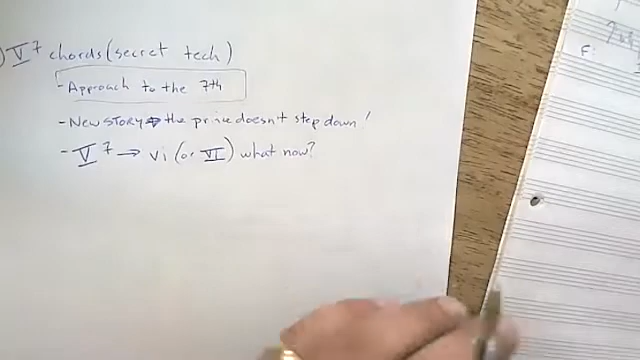 ) V7 chords (secret tech)
- Approach to the 7th
- New STORY → the price doesn't step down!
- V7 → vi (or VI) what now?
F: